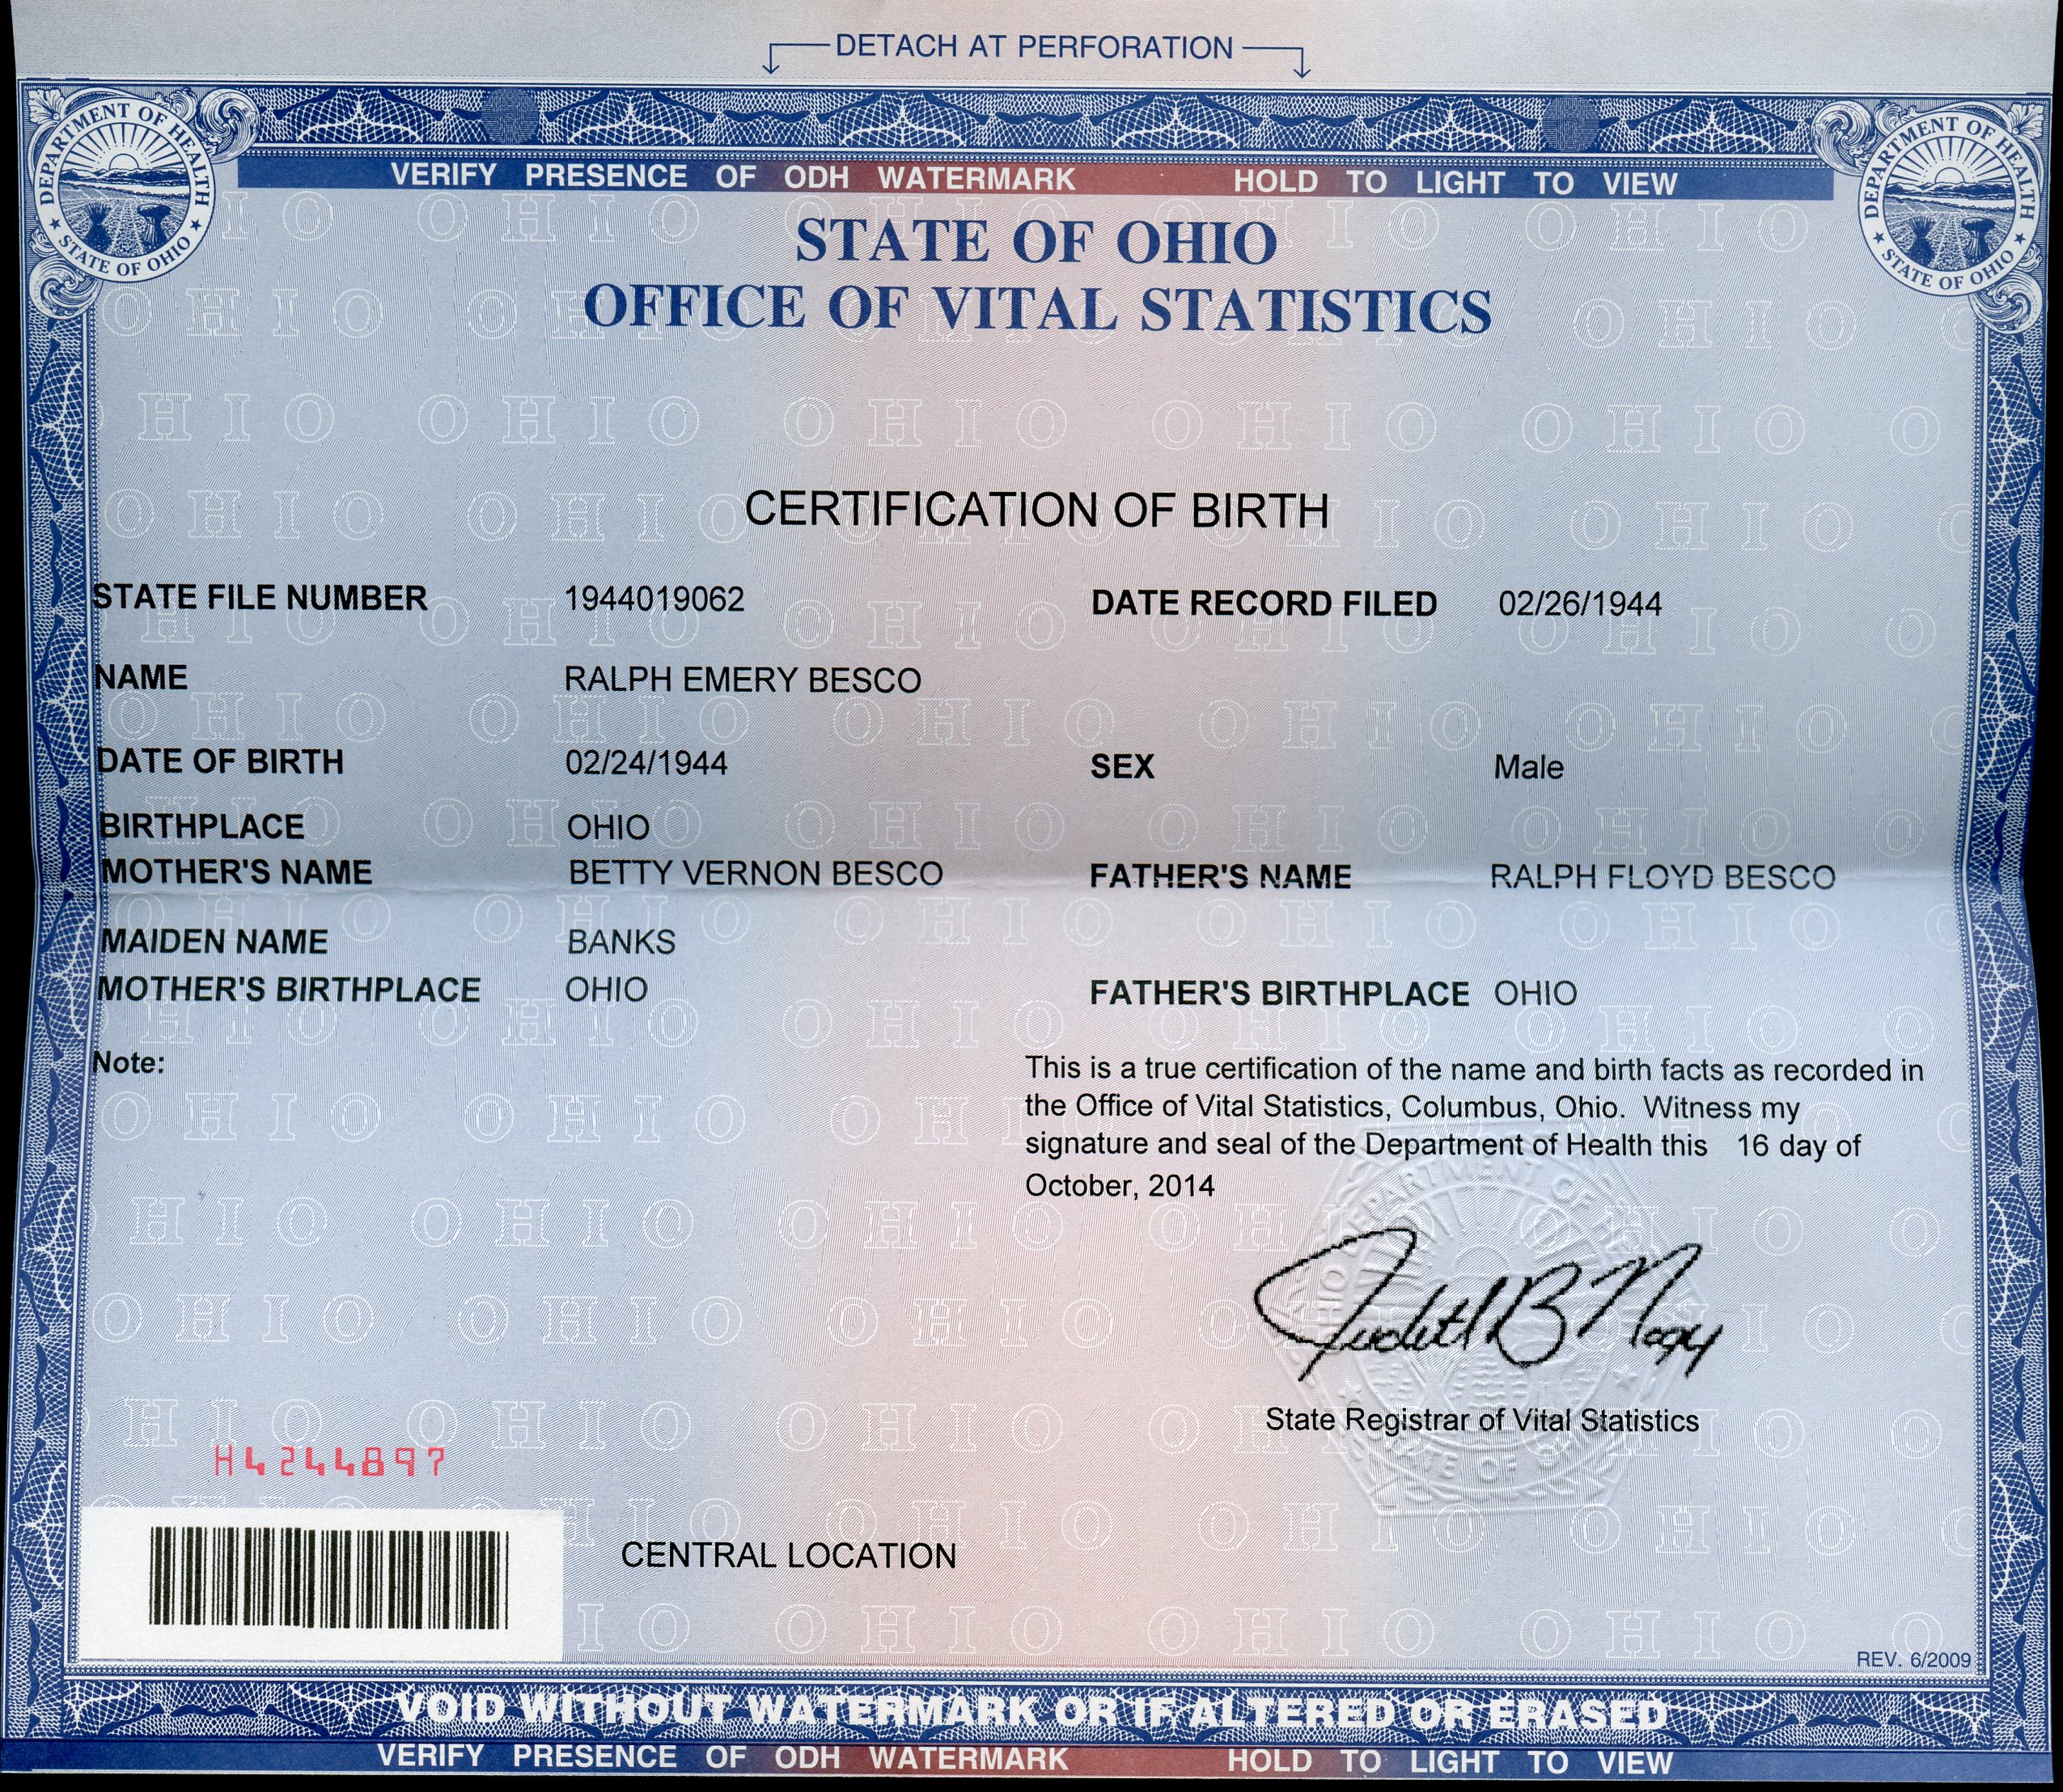 DETACH AT PERFORATION
DEPARTMENT OF HEALTH
STATE OF OHIO
DEPARTMENT OF HEALTH
STATE OF OHIO
VERIFY PRESENCE OF ODH WATERMARK HOLD TO LIGHT TO VIEW
STATE OF OHIO
OFFICE OF VITAL STATISTICS
CERTIFICATION OF BIRTH
STATE FILE NUMBER 1944019062 DATE RECORD FILED 02/26/1944
NAME RALPH EMERY BESCO
DATE OF BIRTH 02/24/1944 SEX Male
BIRTHPLACE OHIO
MOTHER'S NAME BETTY VERNON BESCO FATHER'S NAME RALPH FLOYD BESCO
MAIDEN NAME BANKS
MOTHER'S BIRTHPLACE OHIO FATHER'S BIRTHPLACE OHIO
Note:
This is a true certification of the name and birth facts as recorded in
the Office of Vital Statistics, Columbus, Ohio. Witness my
signature and seal of the Department of Health this 16 day of
October, 2014
Judith B Nagy
State Registrar of Vital Statistics
H4244897
CENTRAL LOCATION
REV. 6/2009
VOID WITHOUT WATERMARK OR IF ALTERED OR ERASED
VERIFY PRESENCE OF ODH WATERMARK HOLD TO LIGHT TO VIEW